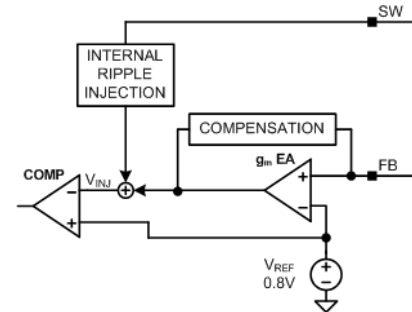 SW
INTERNAL
RIPPLE
INJECTION
COMPENSATION
gm EA
FB
COMP
VINJ
+
−
+
−
+
−
+
VREF
0.8V
+
−